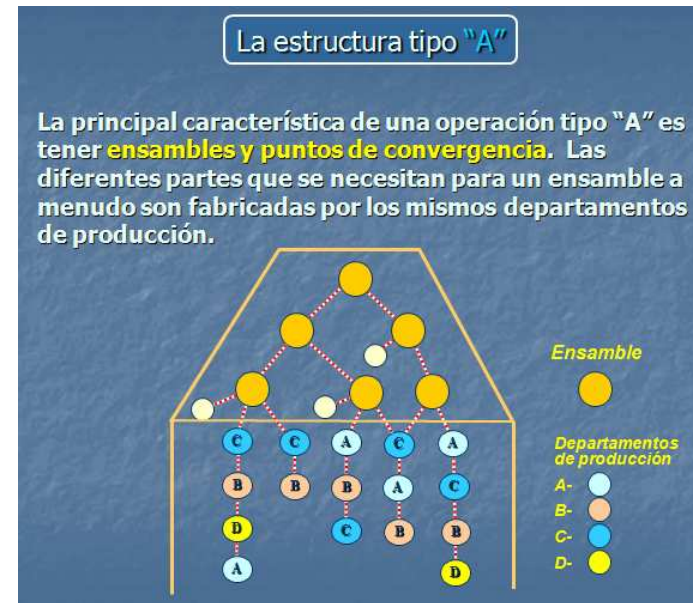 La estructura tipo “A”
La principal característica de una operación tipo “A” es
tener ensambles y puntos de convergencia. Las
diferentes partes que se necesitan para un ensamble a
menudo son fabricadas por los mismos departamentos
de producción.
Ensamble
C C A C A
B B B A C
D C B B
A D
Departamentos
de producción
A-
B-
C-
D-